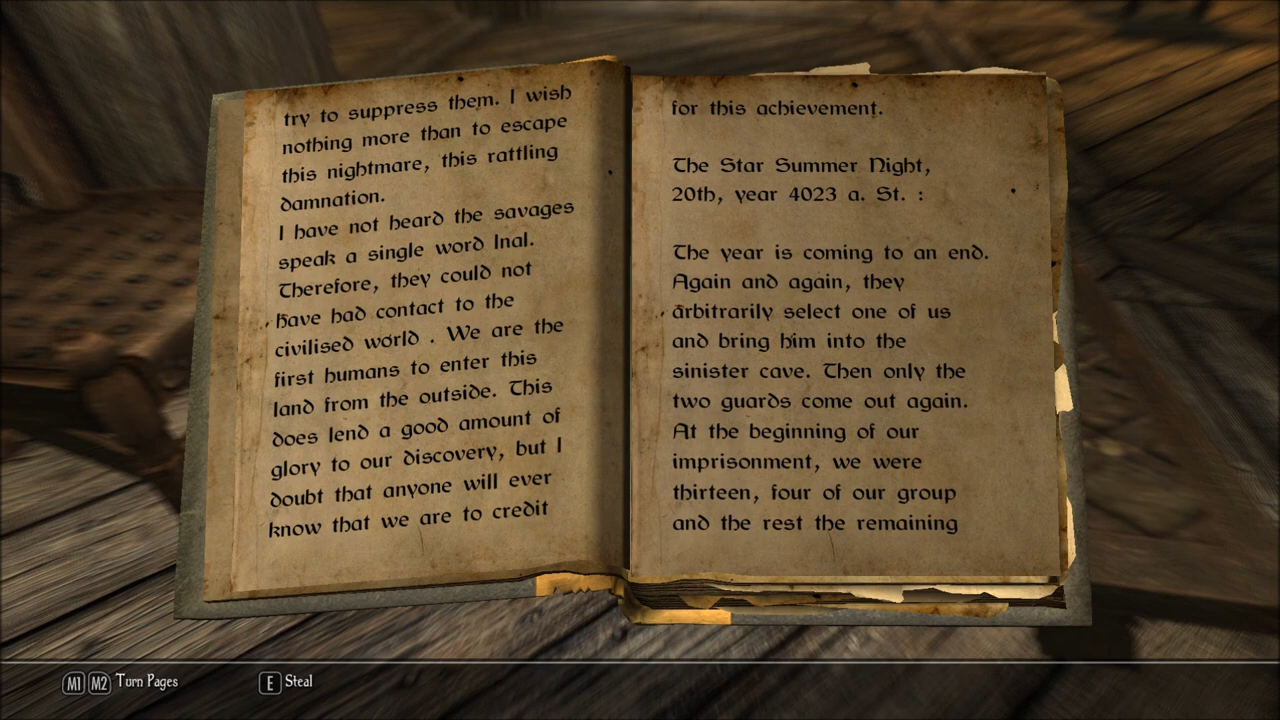 try to suppress them. I wish
nothing more than to escape
this nightmare, this rattling
damnation.
I have not heard the savages
speak a single word Inal.
Therefore, they could not
have had contact to the
civilised world . We are the
first humans to enter this
land from the outside. This
does lend a good amount of
glory to our discovery, but I
doubt that anyone will ever
know that we are to credit
for this achievement.
The Star Summer Night,
20th, year 4023 a. St. :
The year is coming to an end.
Again and again, they
arbitrarily select one of us
and bring him into the
sinister cave. Then only the
two guards come out again.
At the beginning of our
imprisonment, we were
thirteen, four of our group
and the rest the remaining
M1 M2 Turn Pages
E Steal